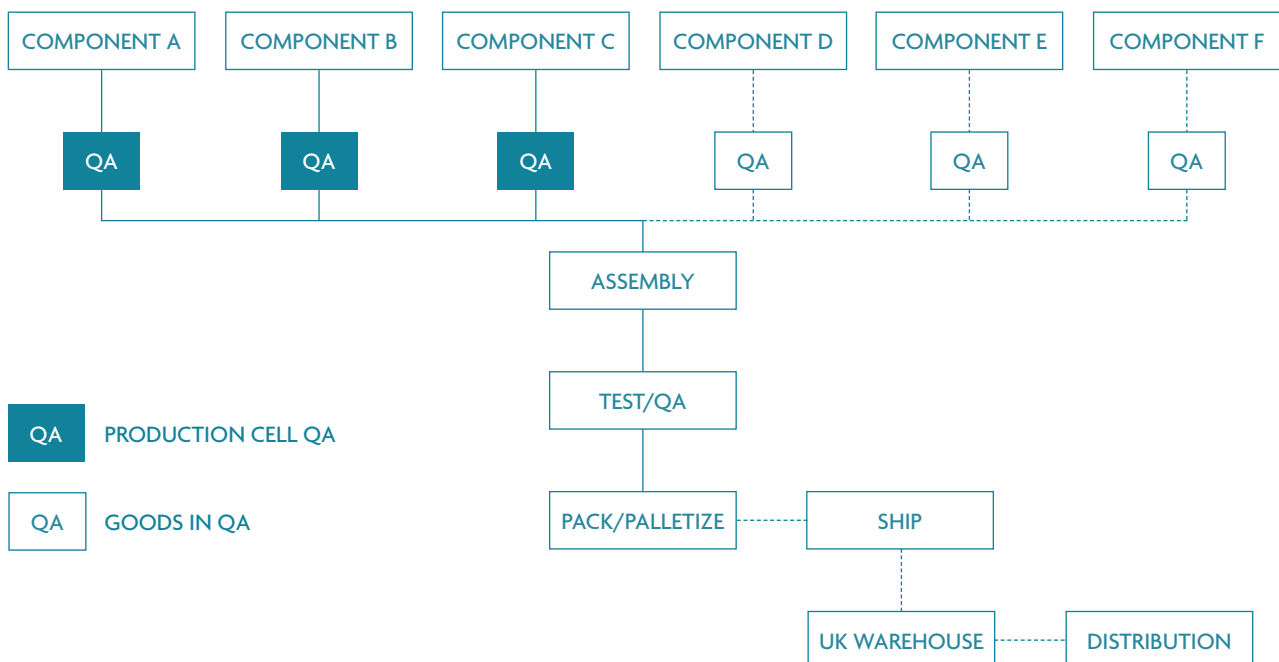 COMPONENT A
COMPONENT B
COMPONENT C
COMPONENT D
COMPONENT E
COMPONENT F
QA
QA
QA
QA
QA
QA
ASSEMBLY
TEST/QA
QA PRODUCTION CELL QA
QA GOODS IN QA
PACK/PALLETIZE
SHIP
UK WAREHOUSE
DISTRIBUTION